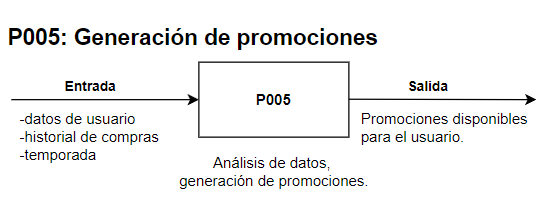 P005: Generación de promociones
Entrada
Salida
P005
-datos de usuario
-historial de compras
-temporada
Promociones disponibles
para el usuario.
Análisis de datos,
generación de promociones.